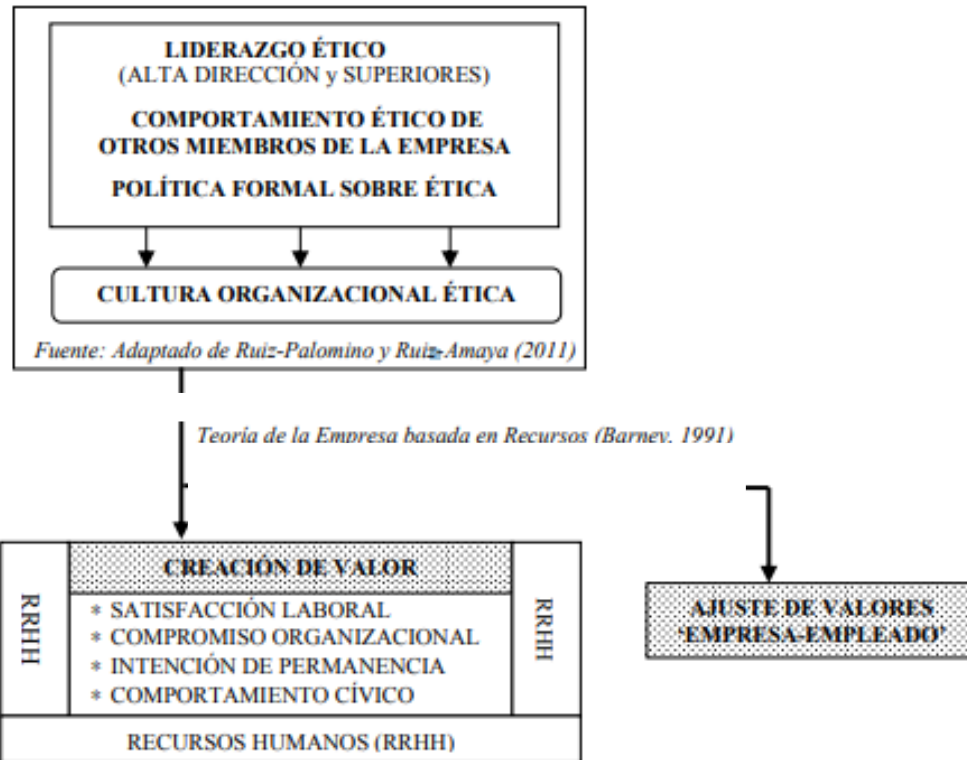 LIDERAZGO ÉTICO
(ALTA DIRECCIÓN y SUPERIORES)
COMPORTAMIENTO ÉTICO DE
OTROS MIEMBROS DE LA EMPRESA
POLÍTICA FORMAL SOBRE ÉTICA
CULTURA ORGANIZACIONAL ÉTICA
Fuente: Adaptado de Ruiz-Palomino y Ruiz-Amaya (2011)
Teoría de la Empresa basada en Recursos (Barney, 1991)
RRHH
CREACIÓN DE VALOR
* SATISFACCIÓN LABORAL
* COMPROMISO ORGANIZACIONAL
* INTENCIÓN DE PERMANENCIA
* COMPORTAMIENTO CÍVICO
RRHH
RECURSOS HUMANOS (RRHH)
AJUSTE DE VALORES
‘EMPRESA-EMPLEADO’